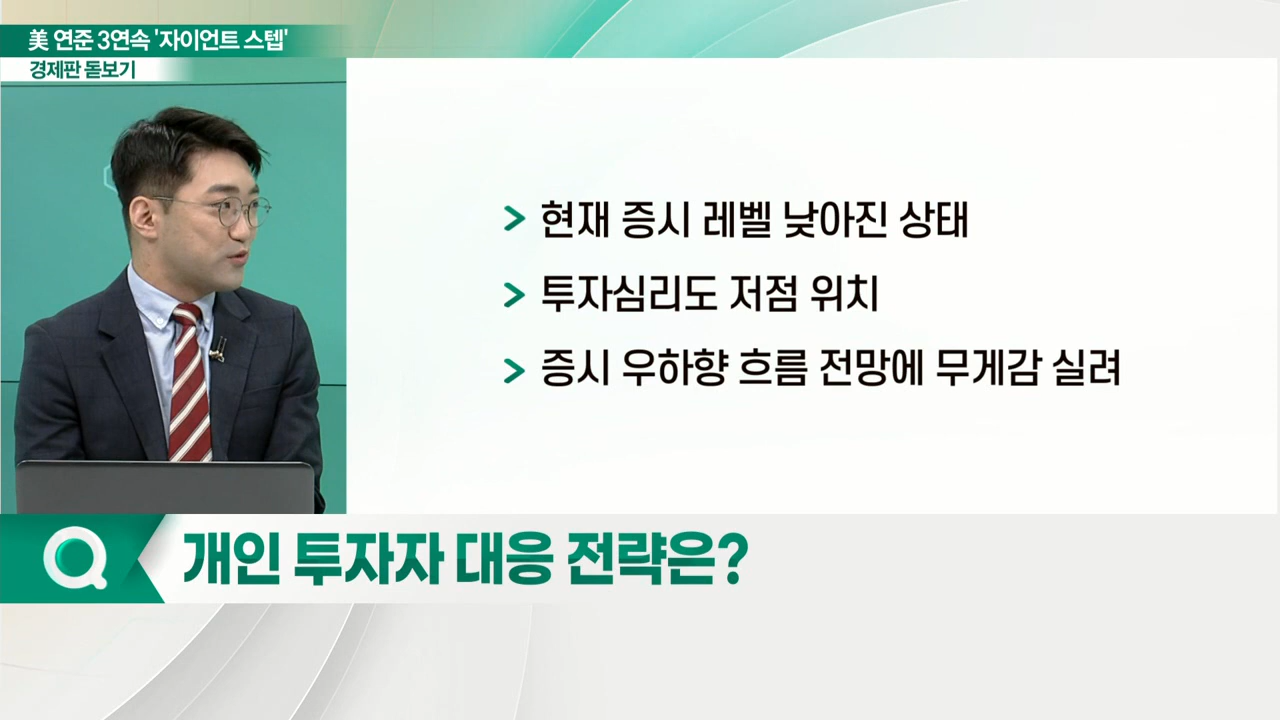 美 연준 3연속 '자이언트 스텝'
경제판 돋보기
> 현재 증시 레벨 낮아진 상태
> 투자심리도 저점 위치
> 증시 우하향 흐름 전망에 무게감 실려
Q 개인 투자자 대응 전략은?